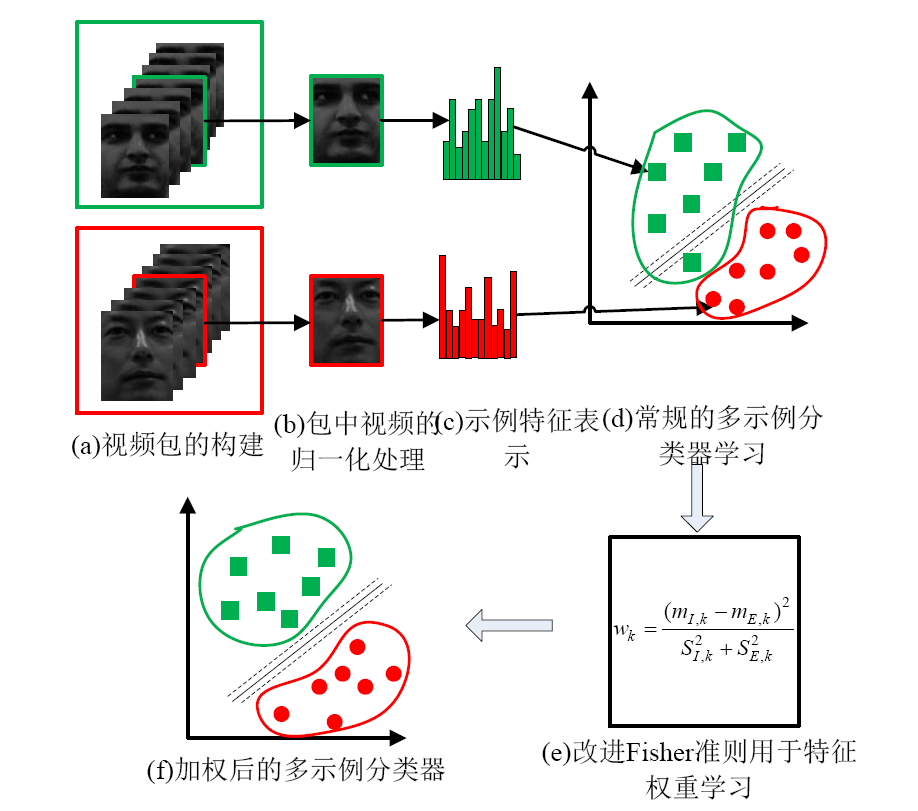 (a)视频包的构建
(b)包中视频的
归一化处理
(c)示例特征表
示
(d)常规的多示例分
类器学习
w_k = \frac{(m_{I,k} - m_{E,k})^2}{S_{I,k}^2 + S_{E,k}^2}
(e)改进Fisher准则用于特征
权重学习
(f)加权后的多示例分类器